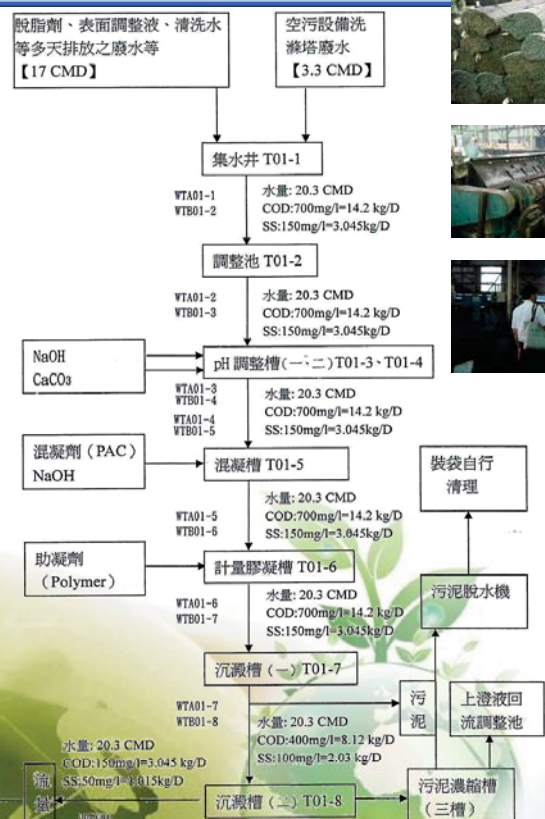 脫脂劑、表面調整液、清洗水
等多天排放之廢水等
【17 CMD】
空污設備洗
滌塔廢水
【3.3 CMD】
集水井 T01-1
WTA01-1
WTB01-2
水量: 20.3 CMD
COD:700mg/l=14.2 kg/D
SS:150mg/l=3.045kg/D
調整池 T01-2
WTA01-2
WTB01-3
水量: 20.3 CMD
COD:700mg/l=14.2 kg/D
SS:150mg/l=3.045kg/D
NaOH
CaCO3
pH 調整槽(一、二)T01-3、T01-4
WTA01-3
WTB01-4
WTA01-4
WTB01-5
水量: 20.3 CMD
COD:700mg/l=14.2 kg/D
SS:150mg/l=3.045kg/D
混凝劑(PAC)
NaOH
混凝槽 T01-5
裝袋自行
清理
WTA01-5
WTB01-6
水量: 20.3 CMD
COD:700mg/l=14.2 kg/D
SS:150mg/l=3.045kg/D
助凝劑
(Polymer)
計量膠凝槽 T01-6
污泥脫水機
WTA01-6
WTB01-7
水量: 20.3 CMD
COD:700mg/l=14.2 kg/D
SS:150mg/l=3.045kg/D
沉澱槽(一)T01-7
WTA01-7
WTB01-8
污泥
上澄液回
流調整池
水量: 20.3 CMD
COD:400mg/l=8.12 kg/D
SS:100mg/l=2.03 kg/D
水量: 20.3 CMD
COD:150mg/l=3.045 kg/D
SS:50mg/l=1.015kg/D
流量
沉澱槽(二)T01-8
污泥濃縮槽
(三槽)